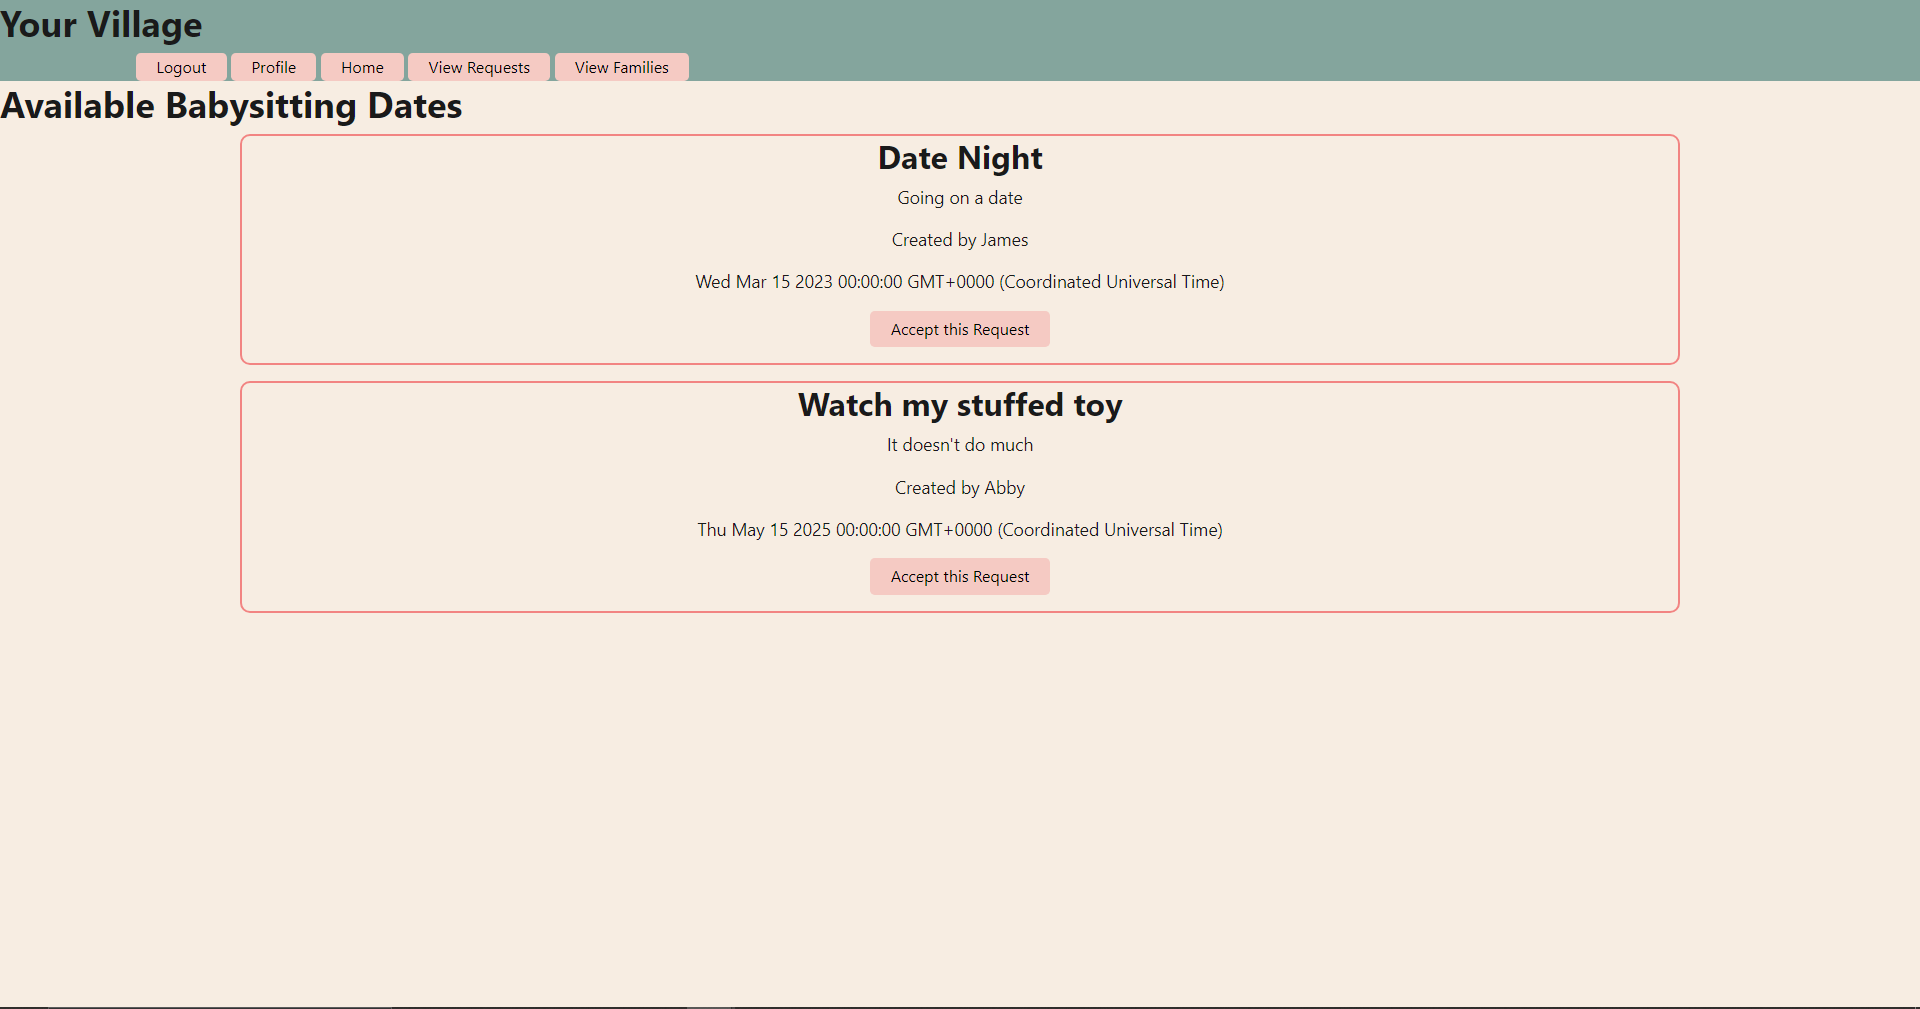 Your Village
Logout Profile Home View Requests View Families
Available Babysitting Dates
Date Night
Going on a date
Created by James
Wed Mar 15 2023 00:00:00 GMT+0000 (Coordinated Universal Time)
Accept this Request
Watch my stuffed toy
It doesn't do much
Created by Abby
Thu May 15 2025 00:00:00 GMT+0000 (Coordinated Universal Time)
Accept this Request